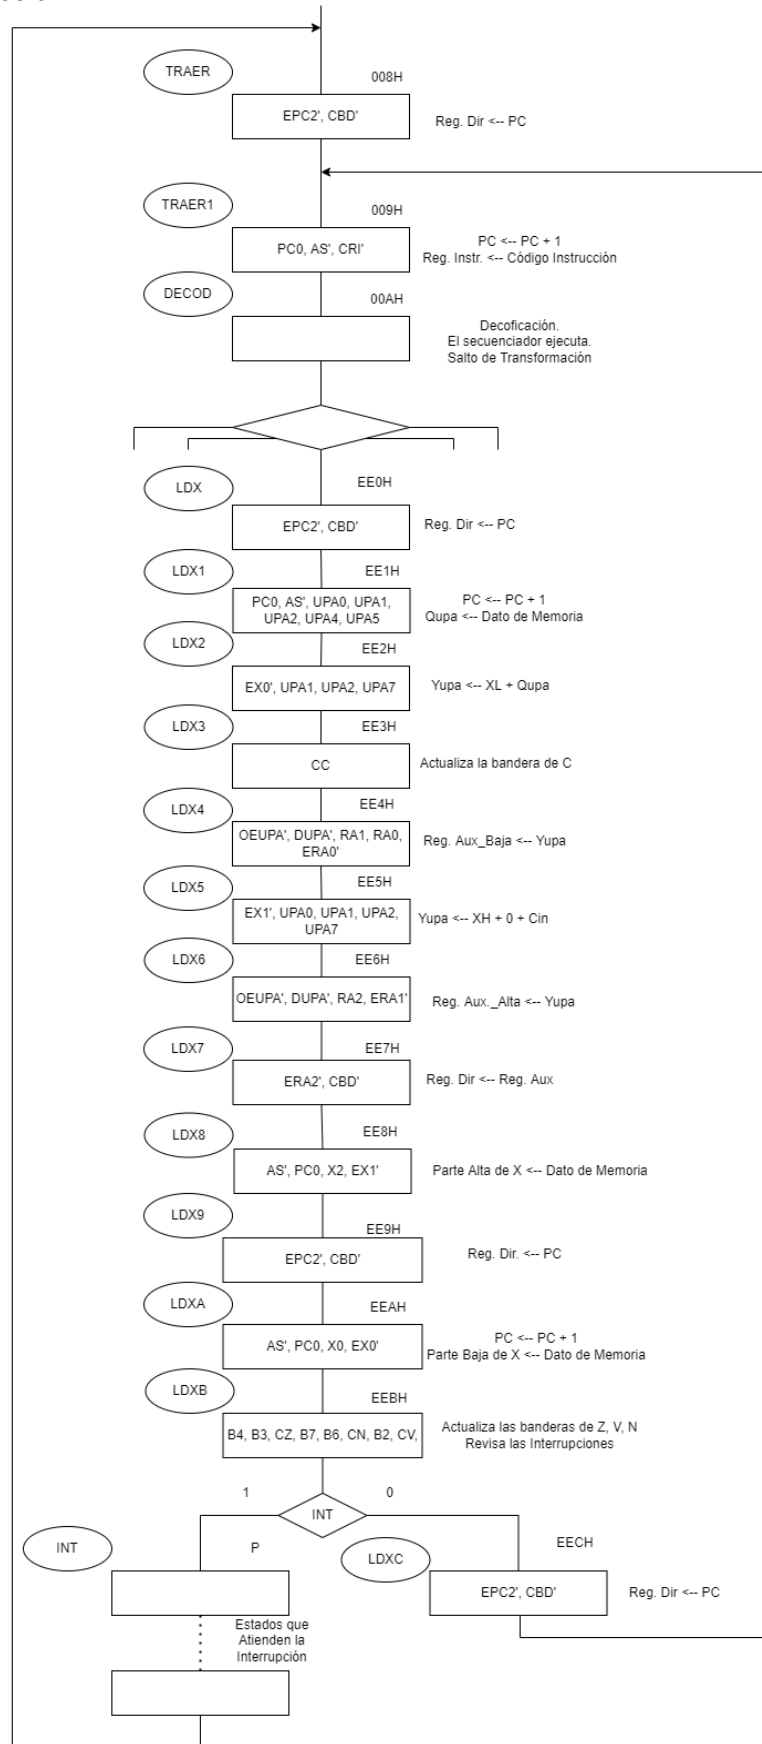 TRAER
008H
EPC2', CBD'
Reg. Dir <-- PC
TRAER1
009H
PC0, AS', CRI'
PC <-- PC + 1
Reg. Instr. <-- Código Instrucción
DECOD
00AH
Decoficación.
El secuenciador ejecuta.
Salto de Transformación
LDX
EE0H
EPC2', CBD'
Reg. Dir <-- PC
LDX1
EE1H
PC0, AS', UPA0, UPA1,
UPA2, UPA4, UPA5
PC <-- PC + 1
Qupa <-- Dato de Memoria
LDX2
EE2H
EX0', UPA1, UPA2, UPA7
Yupa <-- XL + Qupa
LDX3
EE3H
CC
Actualiza la bandera de C
LDX4
EE4H
OEUPA', DUPA', RA1, RA0,
ERA0'
Reg. Aux_Baja <-- Yupa
LDX5
EE5H
EX1', UPA0, UPA1, UPA2,
UPA7
Yupa <-- XH + 0 + Cin
LDX6
EE6H
OEUPA', DUPA', RA2, ERA1'
Reg. Aux._Alta <-- Yupa
LDX7
EE7H
ERA2', CBD'
Reg. Dir <-- Reg. Aux
LDX8
EE8H
AS', PC0, X2, EX1'
Parte Alta de X <-- Dato de Memoria
LDX9
EE9H
EPC2', CBD'
Reg. Dir. <-- PC
LDXA
EEAH
AS', PC0, X0, EX0'
PC <-- PC + 1
Parte Baja de X <-- Dato de Memoria
LDXB
EEBH
B4, B3, CZ, B7, B6, CN, B2, CV,
Actualiza las banderas de Z, V, N
Revisa las Interrupciones
1
0
INT
INT
P
LDXC
EECH
EPC2', CBD'
Reg. Dir <-- PC
Estados que
Atienden la
Interrupción